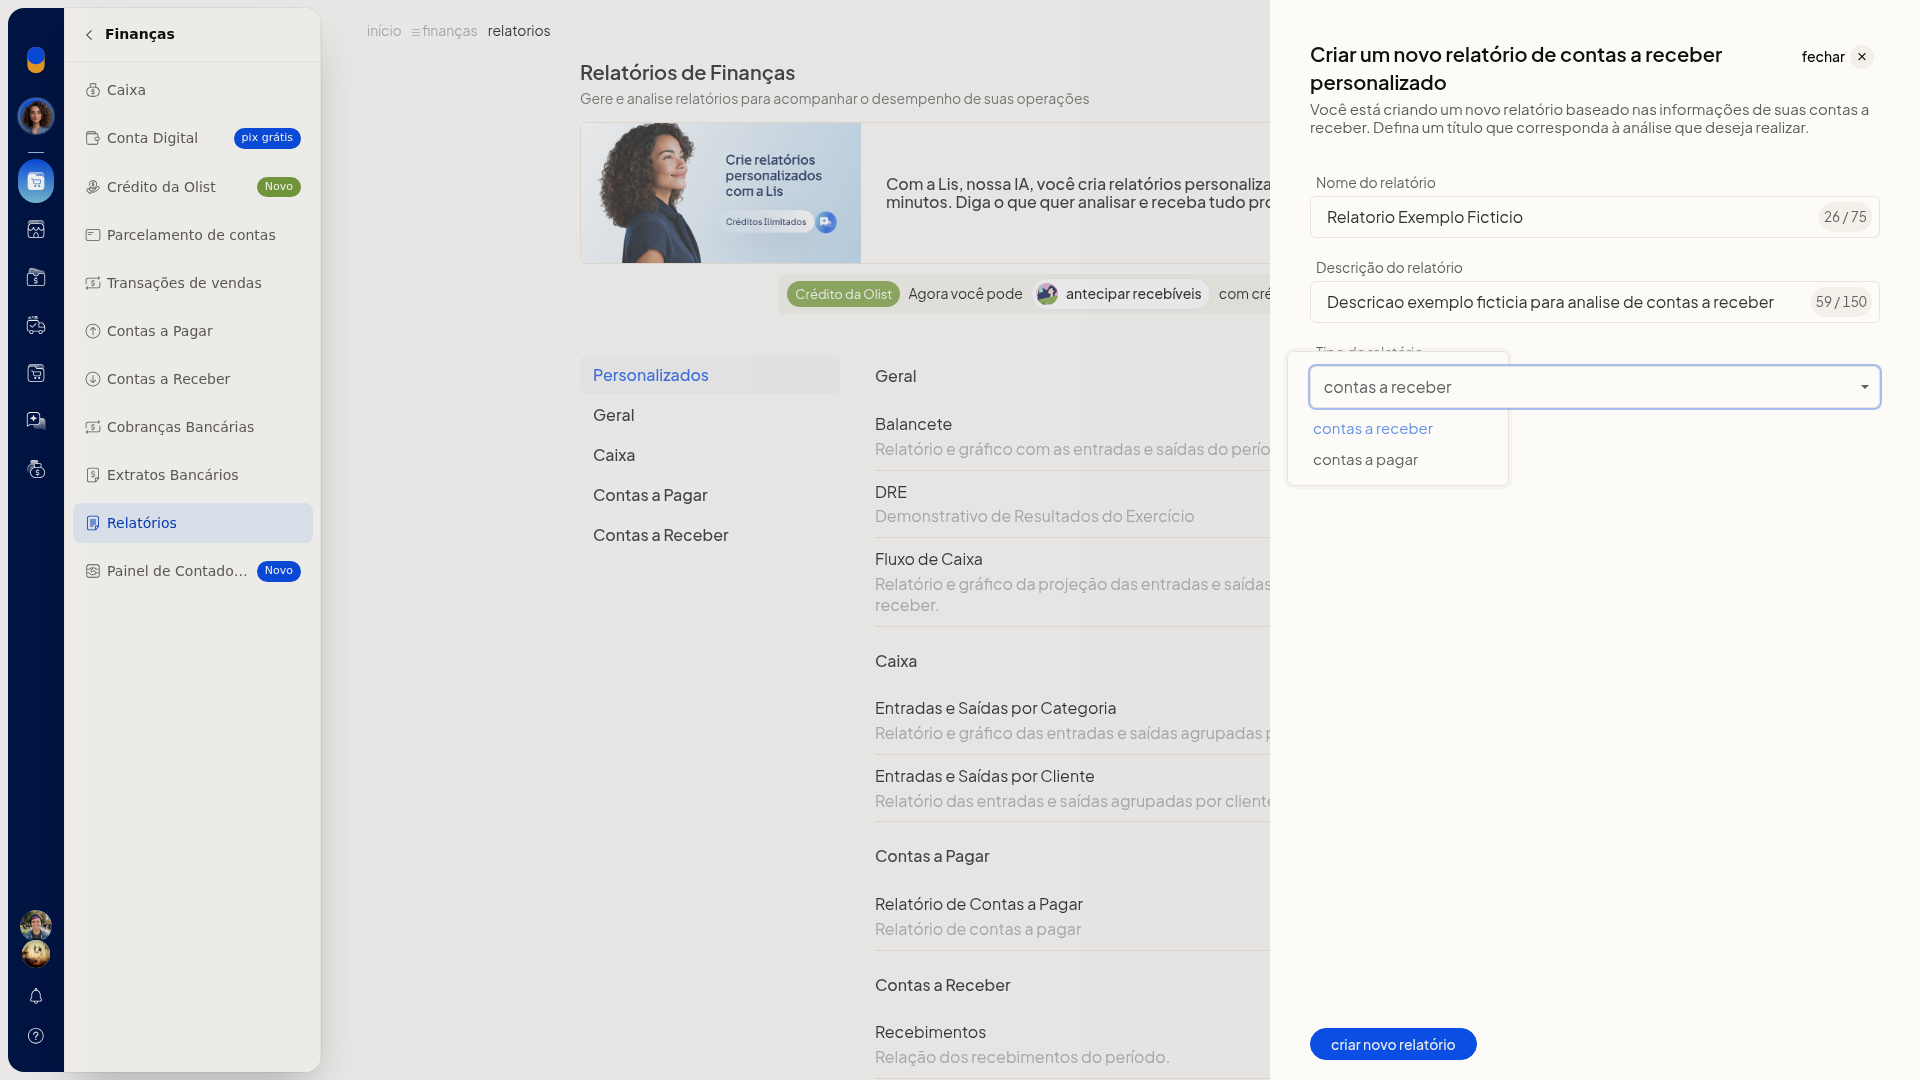 Finanças
Caixa
Conta Digital
pix grátis
Crédito da Olist
Novo
Parcelamento de contas
Transações de vendas
Contas a Pagar
Contas a Receber
Cobranças Bancárias
Extratos Bancários
Relatórios
Painel de Contado...
Novo
início
finanças
relatorios
Relatórios de Finanças
Gere e analise relatórios para acompanhar o desempenho de suas operações
Crie relatórios
personalizados
com a Lis
Créditos Ilimitados
Com a Lis, nossa IA, você cria relatórios personaliza
minutos. Diga o que quer analisar e receba tudo pro
Crédito da Olist
Agora você pode
antecipar recebíveis
com cré
Personalizados
Geral
Caixa
Contas a Pagar
Contas a Receber
Geral
Balancete
Relatório e gráfico com as entradas e saídas do perío
DRE
Demonstrativo de Resultados do Exercício
Fluxo de Caixa
Relatório e gráfico da projeção das entradas e saídas
receber.
Caixa
Entradas e Saídas por Categoria
Relatório e gráfico das entradas e saídas agrupadas p
Entradas e Saídas por Cliente
Relatório das entradas e saídas agrupadas por cliente
Contas a Pagar
Relatório de Contas a Pagar
Relatório de contas a pagar
Contas a Receber
Recebimentos
Relação dos recebimentos do período.
Criar um novo relatório de contas a receber
personalizado
fechar
Você está criando um novo relatório baseado nas informações de suas contas a
receber. Defina um título que corresponda à análise que deseja realizar.
Nome do relatório
Relatorio Exemplo Ficticio
26 / 75
Descrição do relatório
Descricao exemplo ficticia para analise de contas a receber
59 / 150
Tipo de relatório
contas a receber
contas a receber
contas a pagar
criar novo relatório